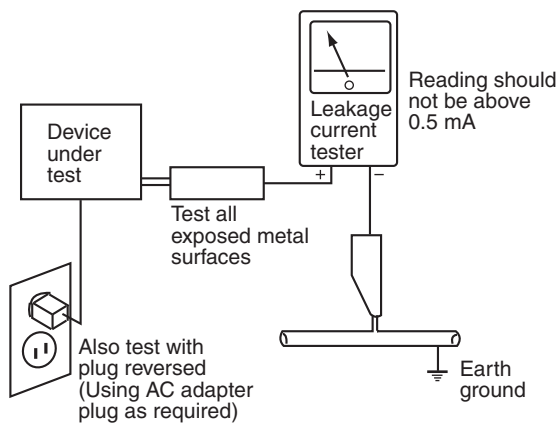 Device
under
test
Leakage
current
tester
+
−
Reading should
not be above
0.5 mA
Test all
exposed metal
surfaces
Also test with
plug reversed
(Using AC adapter
plug as required)
Earth
ground